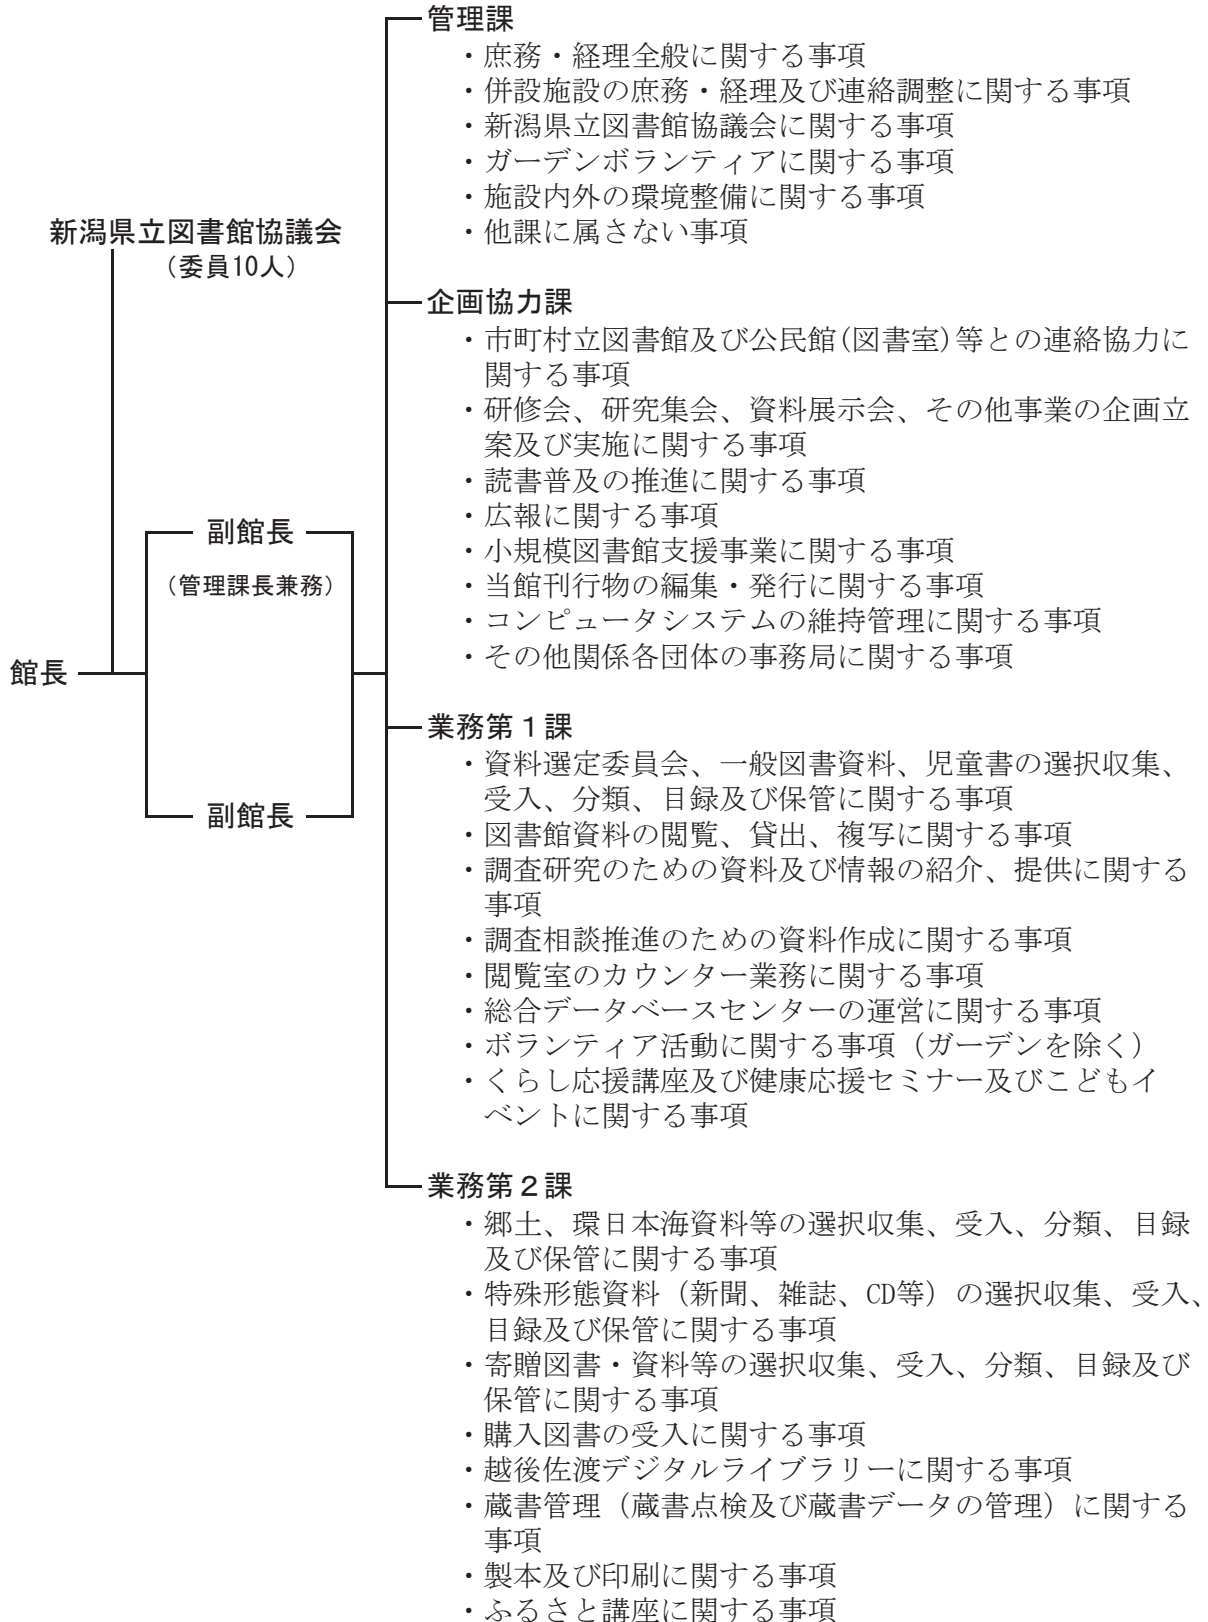 管理課
・庶務・経理全般に関する事項
・併設施設の庶務・経理及び連絡調整に関する事項
・新潟県立図書館協議会に関する事項
・ガーデンボランティアに関する事項
・施設内外の環境整備に関する事項
・他課に属さない事項
新潟県立図書館協議会
（委員10人）
企画協力課
・市町村立図書館及び公民館(図書室)等との連絡協力に
関する事項
・研修会、研究集会、資料展示会、その他事業の企画立
案及び実施に関する事項
・読書普及の推進に関する事項
・広報に関する事項
・小規模図書館支援事業に関する事項
・当館刊行物の編集・発行に関する事項
・コンピュータシステムの維持管理に関する事項
・その他関係各団体の事務局に関する事項
副館長
（管理課長兼務）
館長
副館長
業務第１課
・資料選定委員会、一般図書資料、児童書の選択収集、
受入、分類、目録及び保管に関する事項
・図書館資料の閲覧、貸出、複写に関する事項
・調査研究のための資料及び情報の紹介、提供に関する
事項
・調査相談推進のための資料作成に関する事項
・閲覧室のカウンター業務に関する事項
・総合データベースセンターの運営に関する事項
・ボランティア活動に関する事項（ガーデンを除く）
・くらし応援講座及び健康応援セミナー及びこどもイ
ベントに関する事項
業務第２課
・郷土、環日本海資料等の選択収集、受入、分類、目録
及び保管に関する事項
・特殊形態資料（新聞、雑誌、CD等）の選択収集、受入、
目録及び保管に関する事項
・寄贈図書・資料等の選択収集、受入、分類、目録及び
保管に関する事項
・購入図書の受入に関する事項
・越後佐渡デジタルライブラリーに関する事項
・蔵書管理（蔵書点検及び蔵書データの管理）に関する
事項
・製本及び印刷に関する事項
・ふるさと講座に関する事項